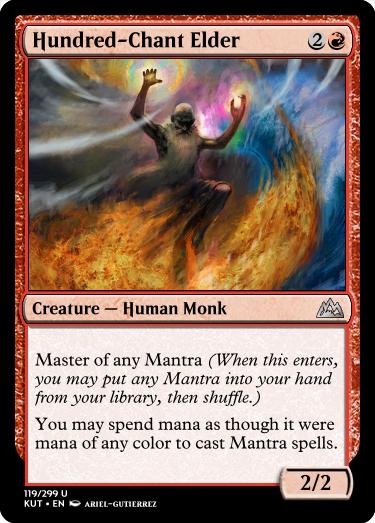 Hundred-Chant Elder 2
Creature — Human Monk
Master of any Mantra (When this enters,
you may put any Mantra into your hand
from your library, then shuffle.)
You may spend mana as though it were
mana of any color to cast Mantra spells.
2/2
119/299 U
KUT • EN ARIEL-GUTIERREZ